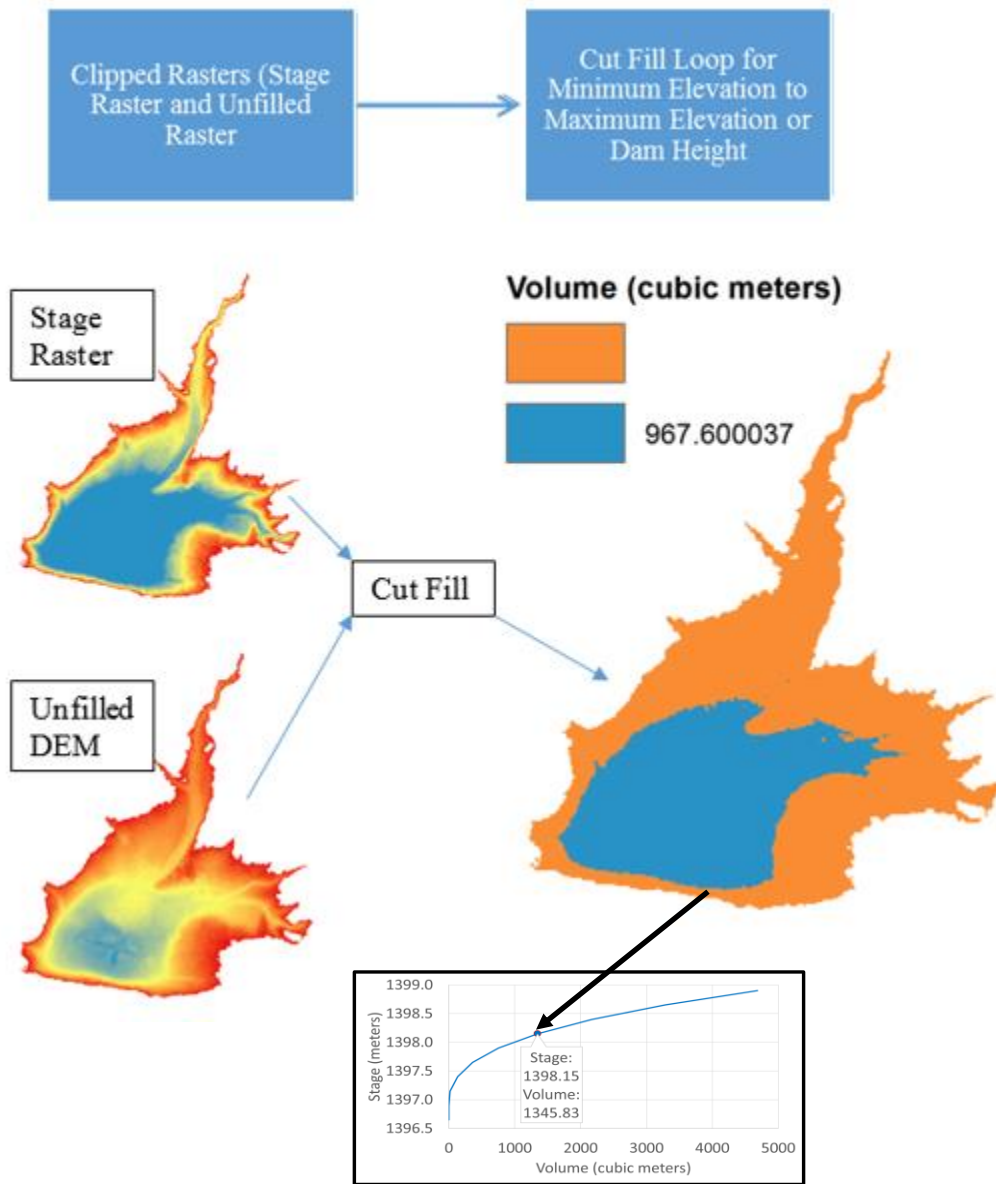 Clipped Rasters (Stage
Raster and Unfilled
Raster
Cut Fill Loop for
Minimum Elevation to
Maximum Elevation or
Dam Height
Stage
Raster
Volume (cubic meters)
967.600037
Cut Fill
Unfilled
DEM
1399.0
1398.5
1398.0
1397.5
1397.0
1396.5
Stage (meters)
Stage:
1398.15
Volume:
1345.83
0
1000
2000
3000
4000
5000
Volume (cubic meters)